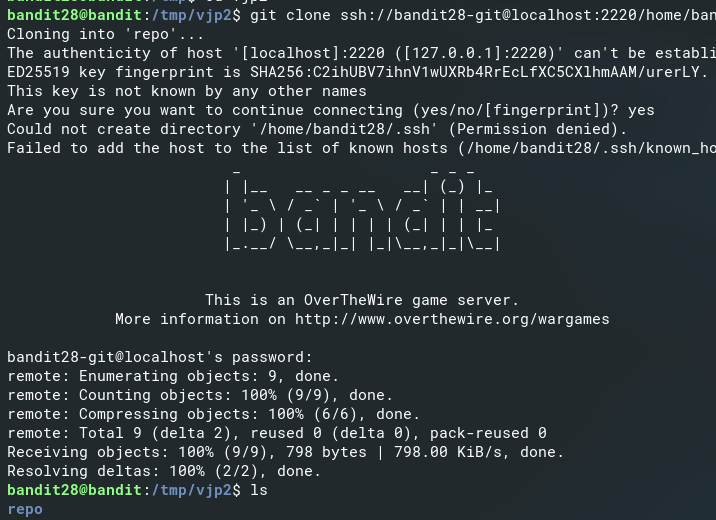 bandit28@bandit:/tmp/vjp2$ git clone ssh://bandit28-git@localhost:2220/home/ban
Cloning into 'repo'...
The authenticity of host '[localhost]:2220 ([127.0.0.1]:2220)' can't be establi
ED25519 key fingerprint is SHA256:C2ihUBV7ihnV1wUXRb4RrEcLfXC5CXlhmAAM/urerLY.
This key is not known by any other names
Are you sure you want to continue connecting (yes/no/[fingerprint])? yes
Could not create directory '/home/bandit28/.ssh' (Permission denied).
Failed to add the host to the list of known hosts (/home/bandit28/.ssh/known_ho
bandit
This is an OverTheWire game server.
More information on http://www.overthewire.org/wargames
bandit28-git@localhost's password:
remote: Enumerating objects: 9, done.
remote: Counting objects: 100% (9/9), done.
remote: Compressing objects: 100% (6/6), done.
remote: Total 9 (delta 2), reused 0 (delta 0), pack-reused 0
Receiving objects: 100% (9/9), 798 bytes | 798.00 KiB/s, done.
Resolving deltas: 100% (2/2), done.
bandit28@bandit:/tmp/vjp2$ ls
repo